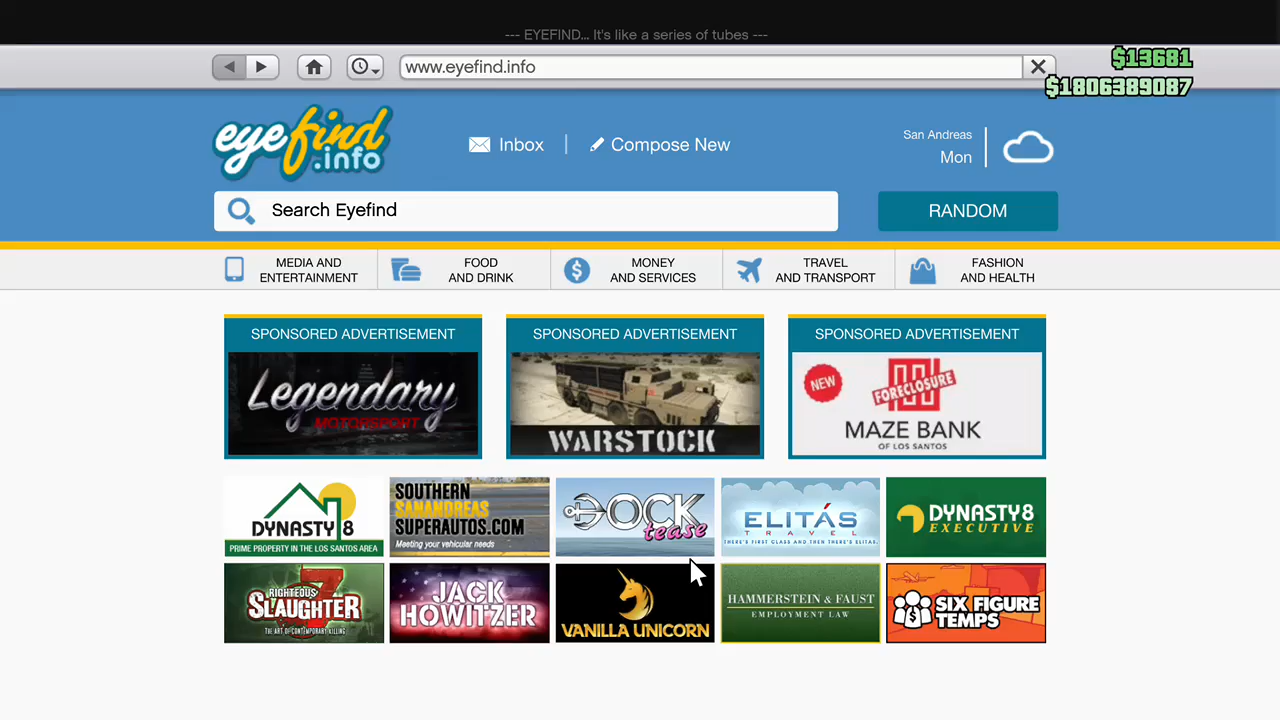 --- EYEFIND... It's like a series of tubes ---
www.eyefind.info
$13681
$1806389087
eyefind
.info
Inbox
Compose New
San Andreas
Mon
Search Eyefind
RANDOM
MEDIA AND
ENTERTAINMENT
FOOD
AND DRINK
MONEY
AND SERVICES
TRAVEL
AND TRANSPORT
FASHION
AND HEALTH
SPONSORED ADVERTISEMENT
Legendary
MOTORSPORT
SPONSORED ADVERTISEMENT
WARSTOCK
SPONSORED ADVERTISEMENT
NEW
FORECLOSURE
MAZE BANK
OF LOS SANTOS
DYNASTY 8
PRIME PROPERTY IN THE LOS SANTOS AREA
SOUTHERN
SANANDREAS
SUPERAUTOS.COM
Meeting your vehicular needs
DOCK
tease
ELITÁS
TRAVEL
THERE'S FIRST CLASS AND THEN THERE'S ELITAS.
DYNASTY 8
EXECUTIVE
RIGHTEOUS
SLAUGHTER 7
THE ART OF CONTEMPORARY KILLING
JACK
HOWITZER
VANILLA UNICORN
HAMMERSTEIN & FAUST
EMPLOYMENT LAW
SIX FIGURE
TEMPS